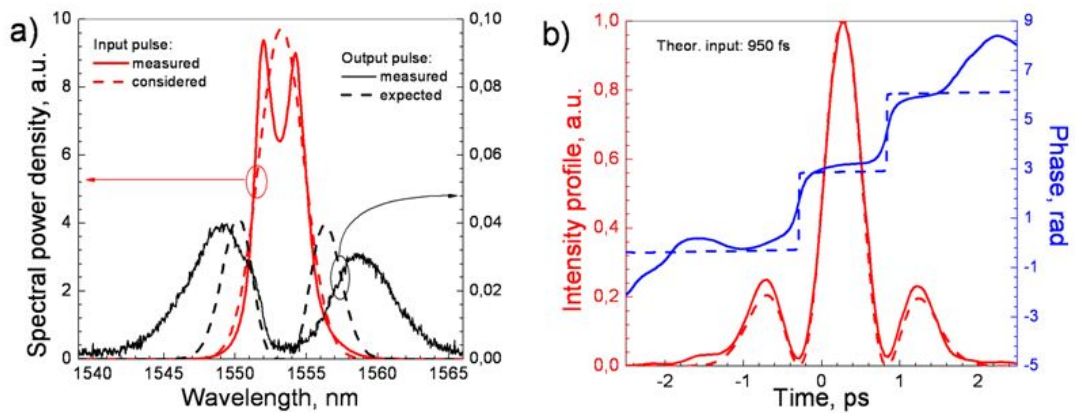 a)
Input pulse:
measured
considered
Output pulse:
measured
expected
Spectral power density, a.u.
10
8
6
4
2
0
0,10
0,08
0,06
0,04
0,02
0,00
1540 1545 1550 1555 1560 1565
Wavelength, nm
b)
Theor. input: 950 fs
Intensity profile, a.u.
1,0
0,8
0,6
0,4
0,2
0,0
9
7
5
3
1
-1
-3
-5
Phase, rad
-2 -1 0 1 2
Time, ps